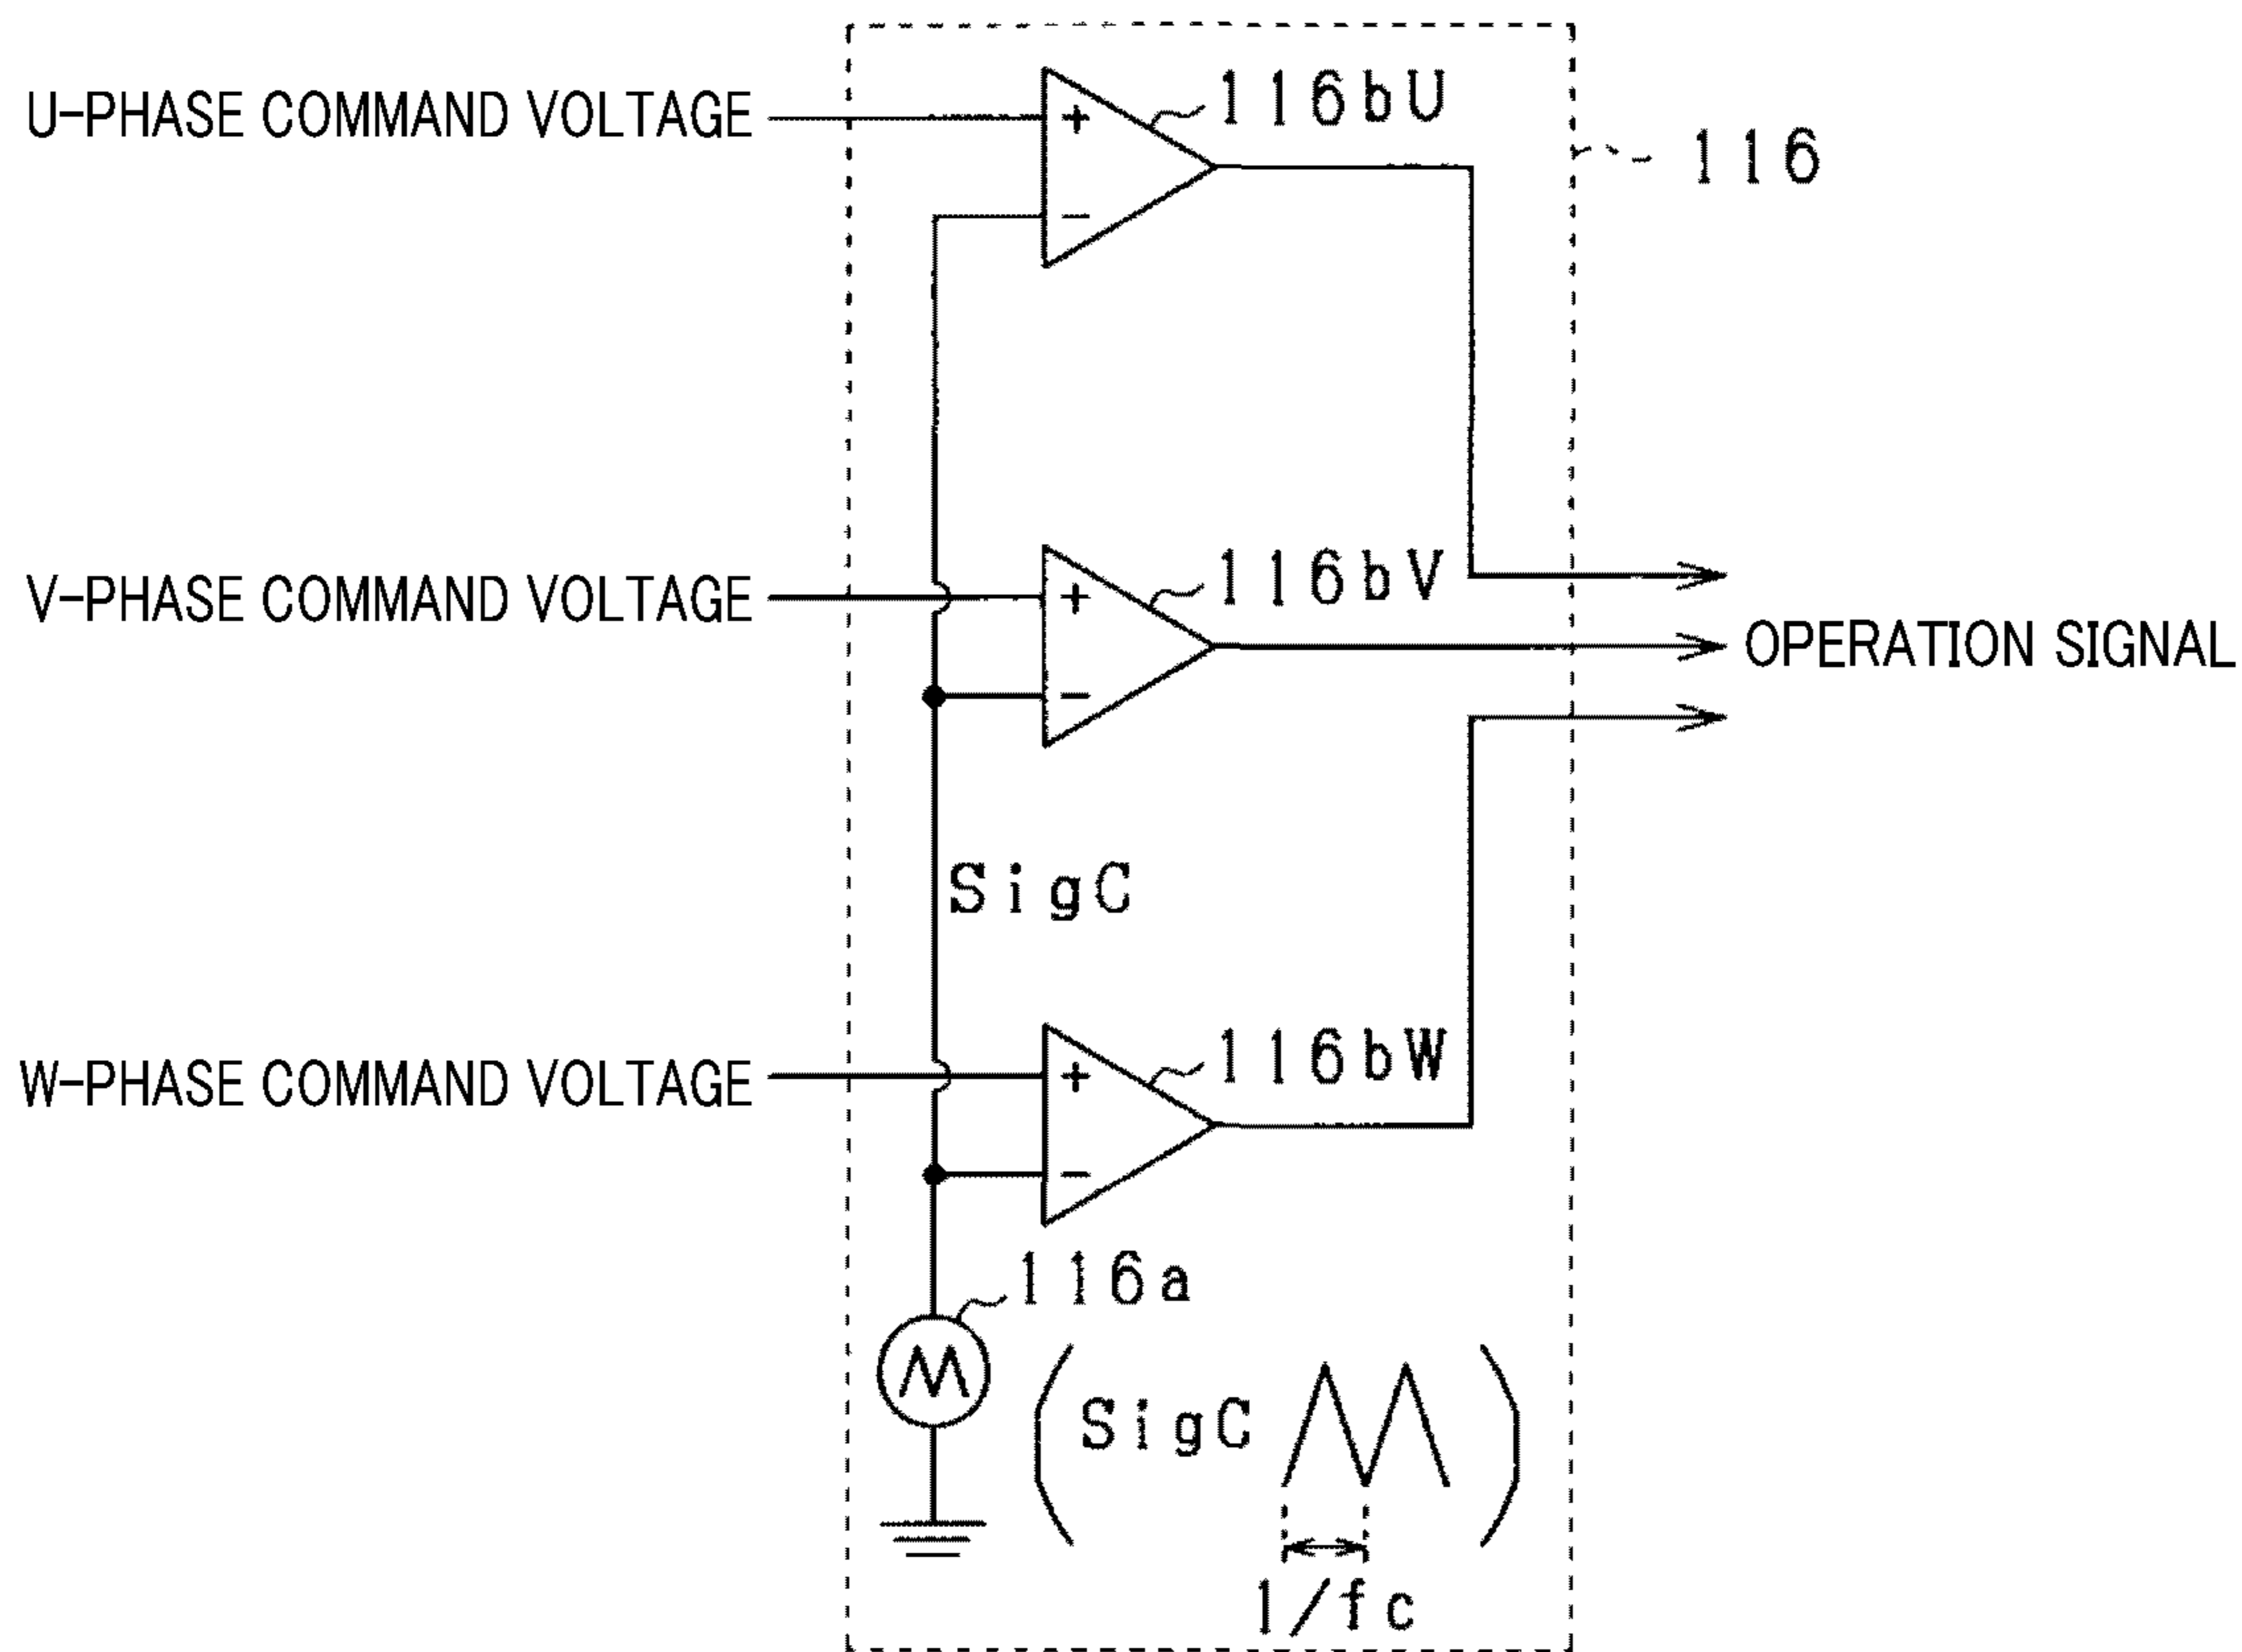 U-PHASE COMMAND VOLTAGE
+
116bU
116
−
V-PHASE COMMAND VOLTAGE
+
116bV
−
OPERATION SIGNAL
SigC
W-PHASE COMMAND VOLTAGE
+
116bW
−
116a
(SigC)
1/fc